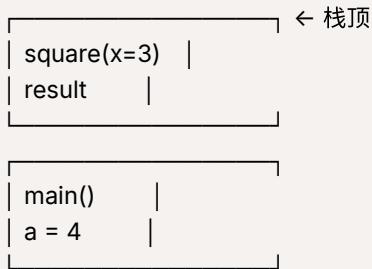 ← 栈顶
square(x=3)
result
main()
a = 4